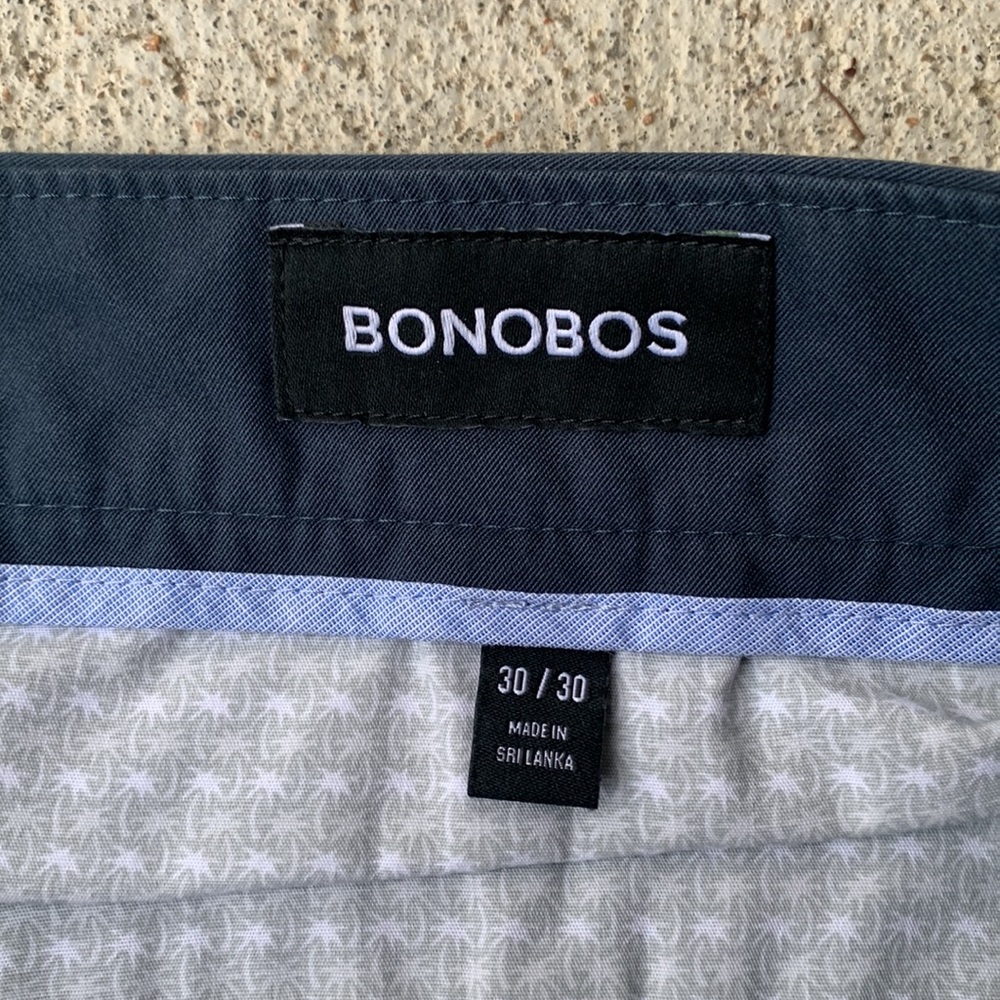 BONOBOS
30 / 30
MADE IN
SRI LANKA